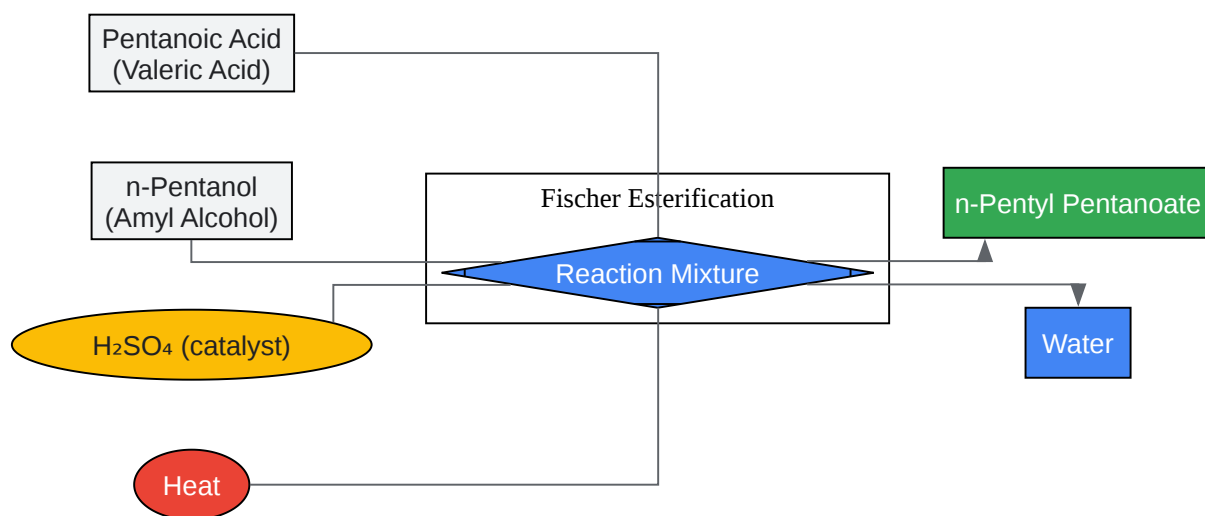 Pentanoic Acid
(Valeric Acid)
n-Pentanol
(Amyl Alcohol)
H₂SO₄ (catalyst)
Heat
Fischer Esterification
Reaction Mixture
n-Pentyl Pentanoate
Water